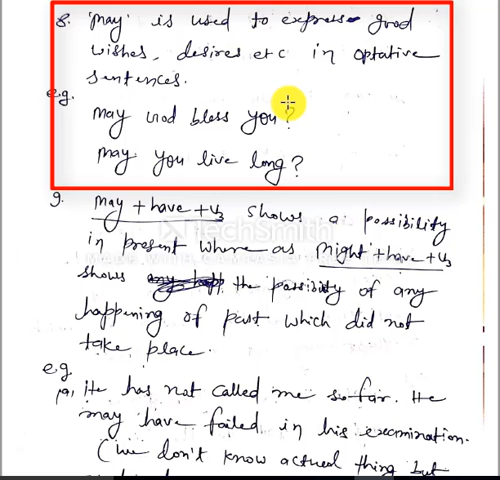 8. 'may' is used to express good
wishes, desires etc in optative
sentences.
e.g.
may God bless you?
may you live long?
9. may + have + v3 shows a possibility
in present where as might + have + v3
shows the possibility of any
happening of past which did not
take place.
e.g.
(a) He has not called me so far. He
may have failed in his examination.
(We don't know actual thing but
TechSmith